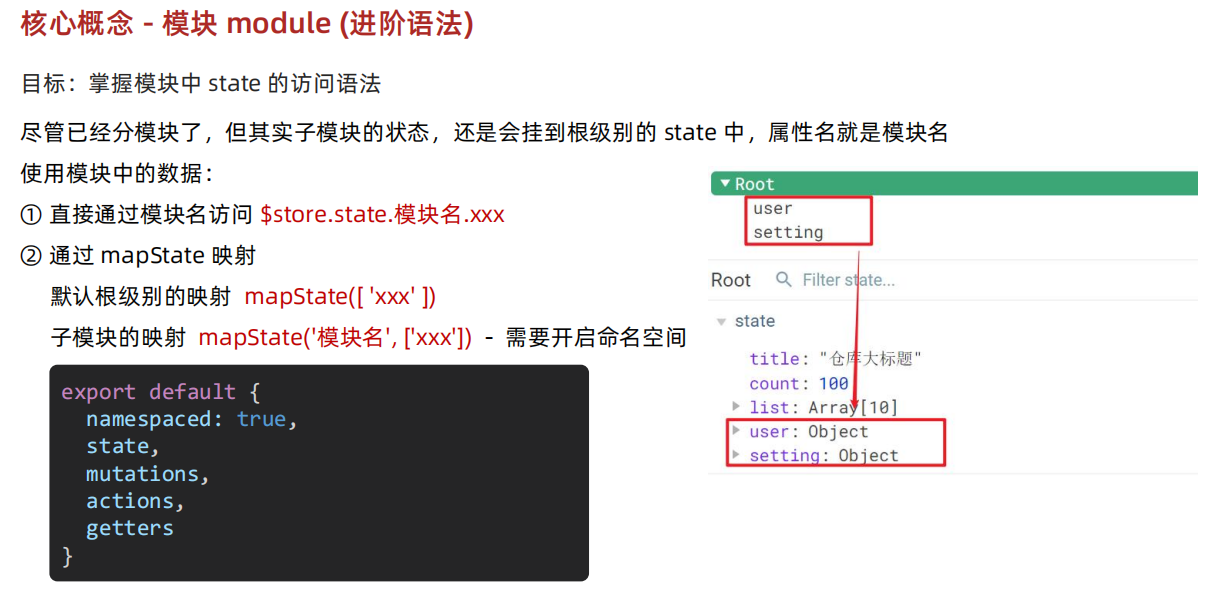 核心概念 - 模块 module (进阶语法)
目标：掌握模块中 state 的访问语法
尽管已经分模块了，但其实子模块的状态，还是会挂到根级别的 state 中，属性名就是模块名
使用模块中的数据：
① 直接通过模块名访问 $store.state.模块名.xxx
② 通过 mapState 映射
默认根级别的映射 mapState([ 'xxx' ])
子模块的映射 mapState('模块名', ['xxx']) - 需要开启命名空间
export default {
  namespaced: true,
  state,
  mutations,
  actions,
  getters
}
Root
user
setting
Root Filter state...
state
title: "仓库大标题"
count: 100
list: Array[10]
user: Object
setting: Object